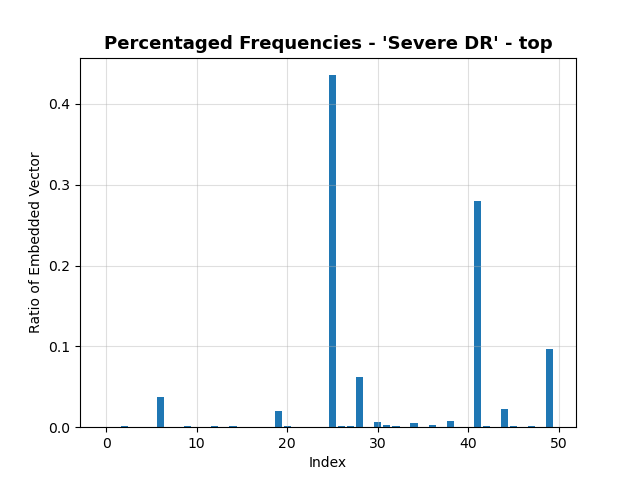 Percentaged Frequencies - 'Severe DR' - top
Ratio of Embedded Vector
0.4
0.3
0.2
0.1
0.0
0 10 20 30 40 50
Index